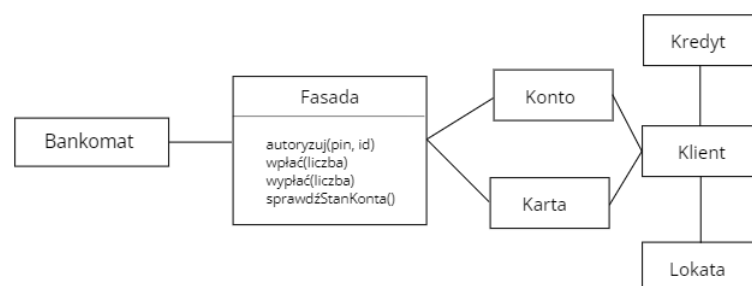 Bankomat
Fasada
autoryzuj(pin, id)
wpłać(liczba)
wypłać(liczba)
sprawdźStanKonta()
Konto
Karta
Kredyt
Klient
Lokata